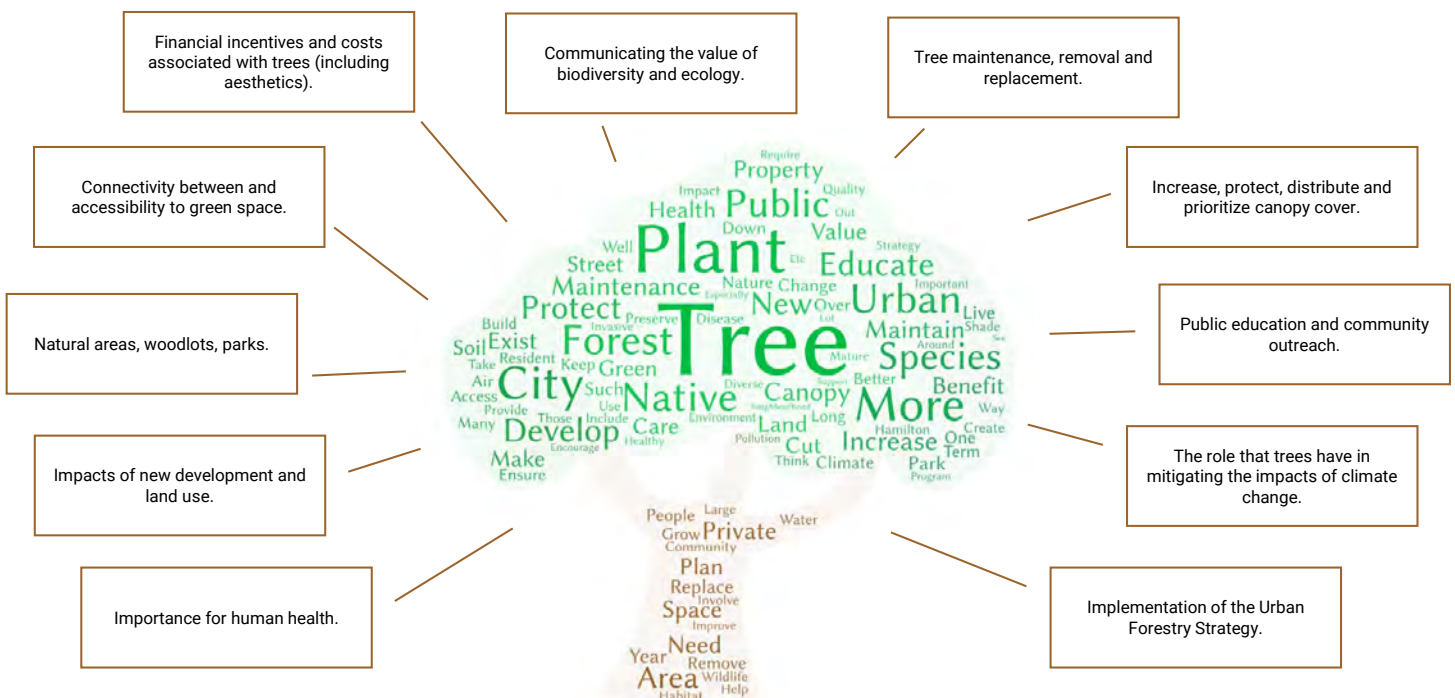 Financial incentives and costs
associated with trees (including
aesthetics).
Communicating the value of
biodiversity and ecology.
Tree maintenance, removal and
replacement.
Connectivity between and
accessibility to green space.
Increase, protect, distribute and
prioritize canopy cover.
Natural areas, woodlots, parks.
Public education and community
outreach.
Impacts of new development and
land use.
The role that trees have in
mitigating the impacts of climate
change.
Importance for human health.
Implementation of the Urban
Forestry Strategy.
Require
Property
Impact
Quality
Health
Public
Out
Down
Value
Well
Plant
Strategy
Street
Etc
Educate
Maintenance
Nature
Change
Important
Especially
Protect
New
Over
Urban
Live
Build
Invasive
Preserve
Disease
Lot
Maintain
Shade
Soil
Exist
Forest
Tree
Around
See
Take
Resident
Keep
Green
Mature
Species
Air
City
Such
Diverse
Support
Better
Benefit
Access
Use
Native
Canopy
More
Way
Provide
Neighbourhood
Many
Those
Include
Environment
Land
Long
Develop
Care
Hamilton
Create
Encourage
Healthy
Pollution
Cut
Increase
One
Term
Make
Think
Climate
Park
Ensure
Program
People
Large
Water
Grow
Private
Community
Plan
Replace
Involve
Space
Improve
Need
Year
Remove
Area
Wildlife
Help
Habitat